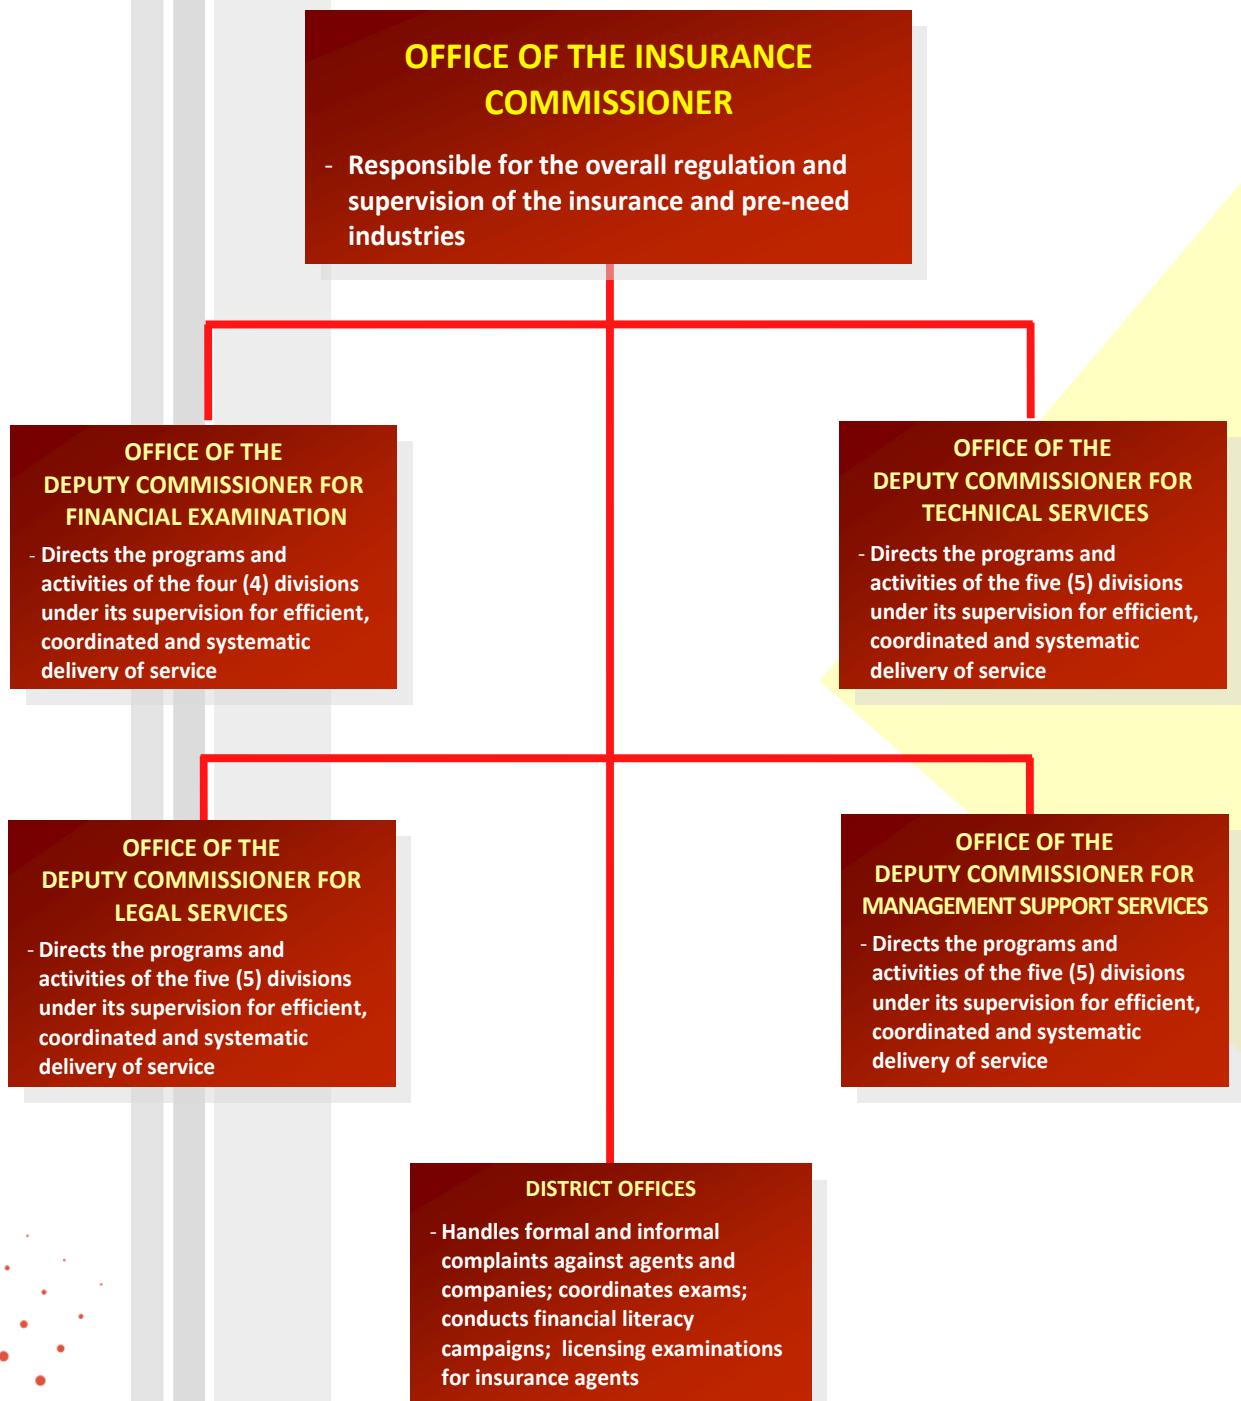 OFFICE OF THE INSURANCE
COMMISSIONER
- Responsible for the overall regulation and
supervision of the insurance and pre-need
industries
OFFICE OF THE
DEPUTY COMMISSIONER FOR
FINANCIAL EXAMINATION
- Directs the programs and
activities of the four (4) divisions
under its supervision for efficient,
coordinated and systematic
delivery of service
OFFICE OF THE
DEPUTY COMMISSIONER FOR
TECHNICAL SERVICES
- Directs the programs and
activities of the five (5) divisions
under its supervision for efficient,
coordinated and systematic
delivery of service
OFFICE OF THE
DEPUTY COMMISSIONER FOR
LEGAL SERVICES
- Directs the programs and
activities of the five (5) divisions
under its supervision for efficient,
coordinated and systematic
delivery of service
OFFICE OF THE
DEPUTY COMMISSIONER FOR
MANAGEMENT SUPPORT SERVICES
- Directs the programs and
activities of the five (5) divisions
under its supervision for efficient,
coordinated and systematic
delivery of service
DISTRICT OFFICES
- Handles formal and informal
complaints against agents and
companies; coordinates exams;
conducts financial literacy
campaigns; licensing examinations
for insurance agents